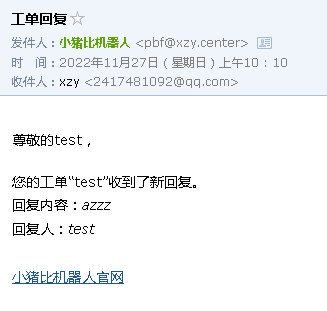 工单回复
发件人：小猪比机器人 <pbf@xzy.center>
时　间：2022年11月27日（星期日）上午10：10
收件人：xzy <2417481092@qq.com>
尊敬的test，
您的工单“test”收到了新回复。
回复内容：azzz
回复人：test
小猪比机器人官网